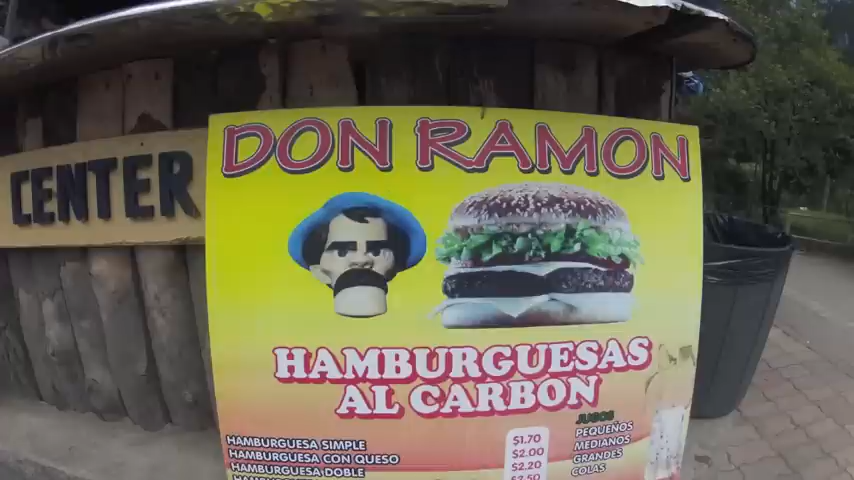 CENTER
DON RAMON
HAMBURGUESAS
AL CARBON
HAMBURGUESA SIMPLE
HAMBURGUESA CON QUESO
HAMBURGUESA DOBLE
$1.70
$2.00
$2.20
JUGOS
PEQUEÑOS
MEDIANOS
GRANDES
COLAS